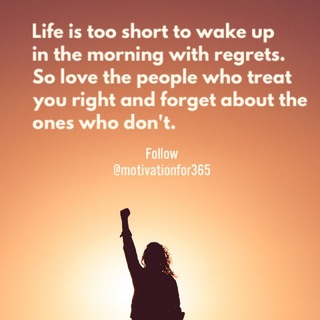 Life is too short to wake up
in the morning with regrets.
So love the people who treat
you right and forget about the
ones who don't.
Follow
@motivationfor365